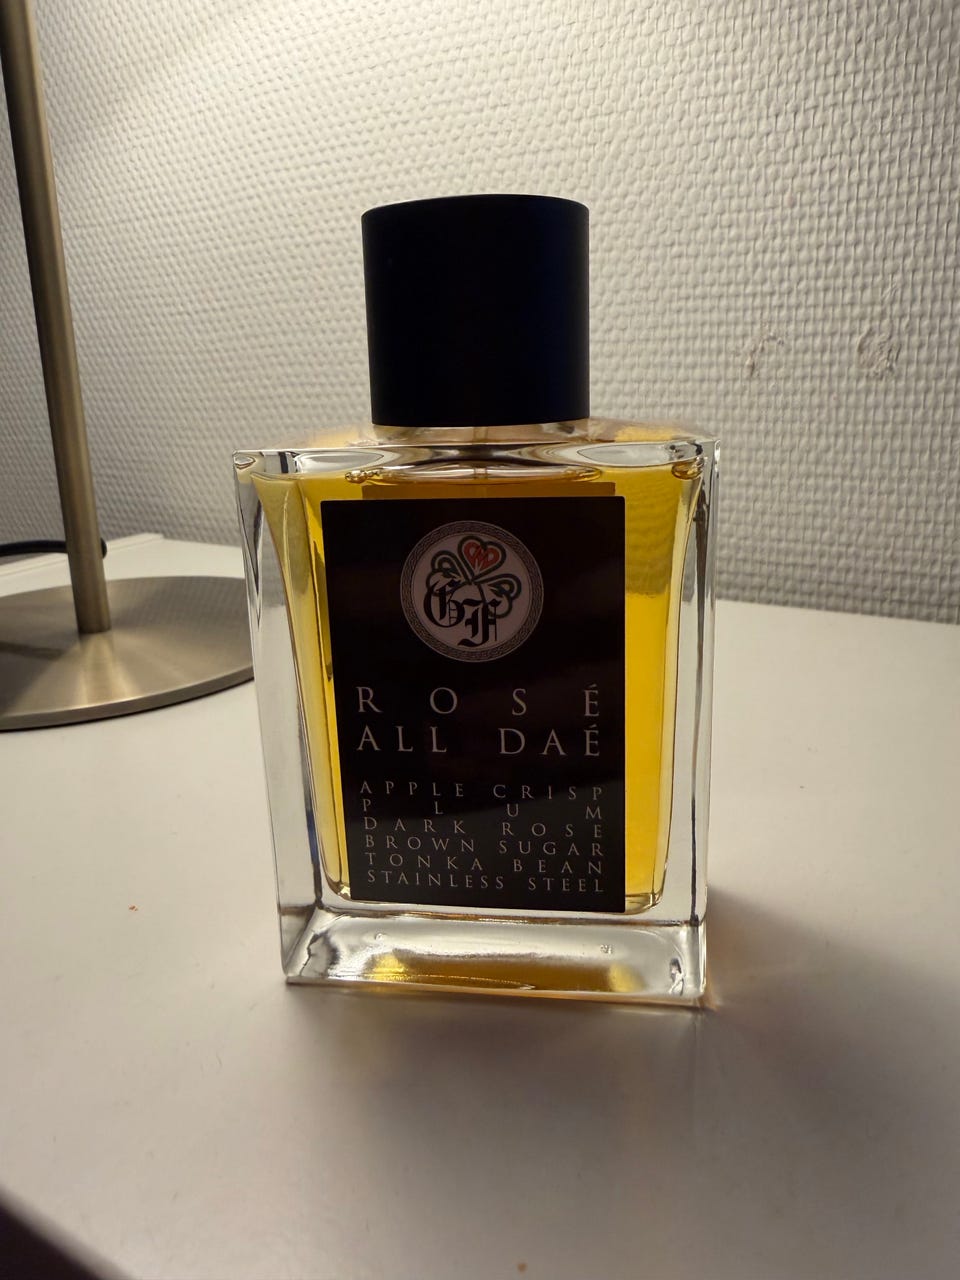 GF
ROSÉ
ALL DAÉ
APPLE CRISP
PLUM
DARK ROSE
BROWN SUGAR
TONKA BEAN
STAINLESS STEEL